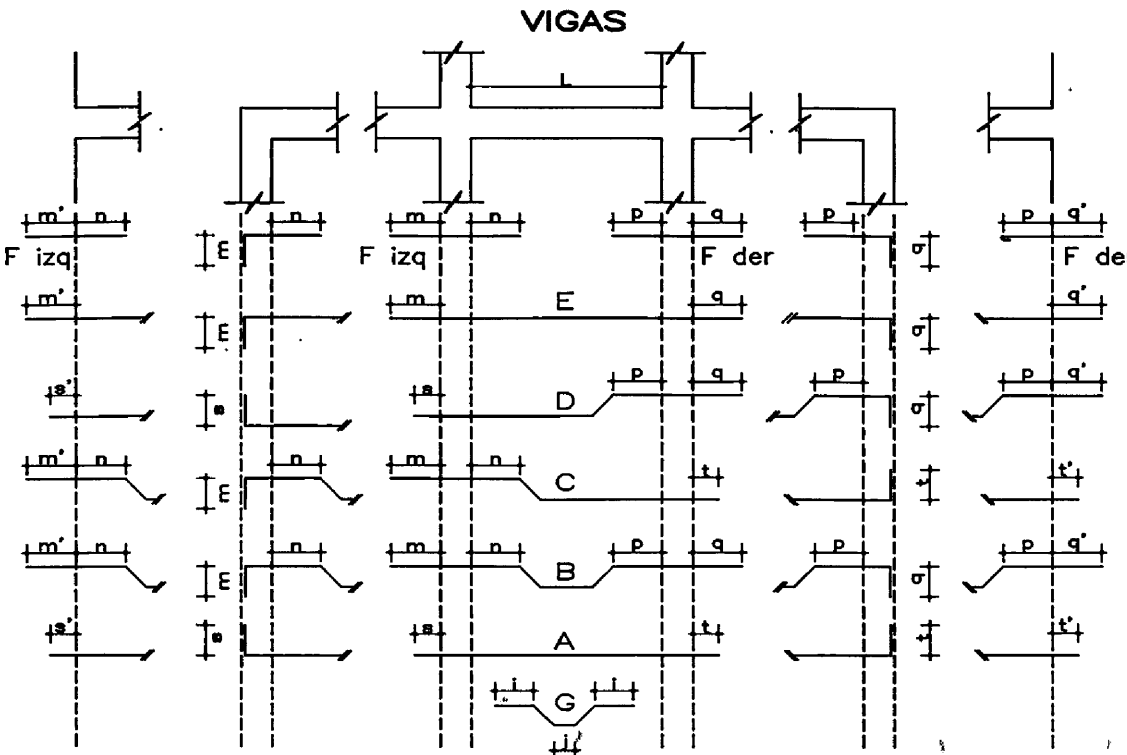 VIGAS
L
m' n n m n p q p p q'
F izq m F izq F der q F de
m' m q q'
m E q
s' s p q p p q'
s D q
m' n n m n t t'
m C t
m' n n m n p q p p q'
m B q
s' s t t'
s A t
i G i
j